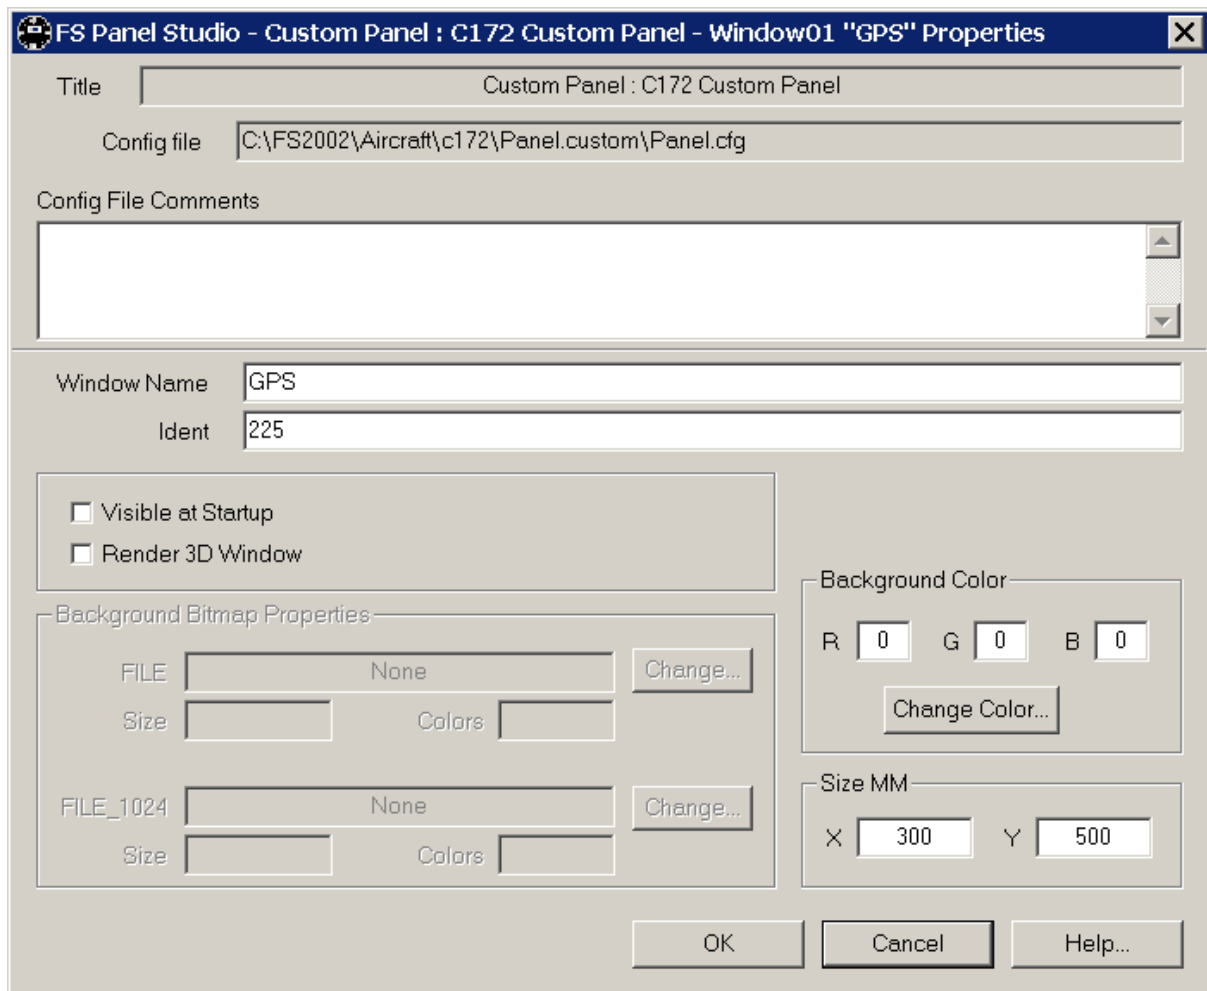 FS Panel Studio - Custom Panel : C172 Custom Panel - Window01 "GPS" Properties
Title Custom Panel : C172 Custom Panel
Config file C:\FS2002\Aircraft\c172\Panel.custom\Panel.cfg
Config File Comments
Window Name GPS
Ident 225
Visible at Startup
Render 3D Window
Background Bitmap Properties
FILE None Change...
Size Colors
FILE_1024 None Change...
Size Colors
Background Color
R 0 G 0 B 0
Change Color...
Size MM
X 300 Y 500
OK Cancel Help...